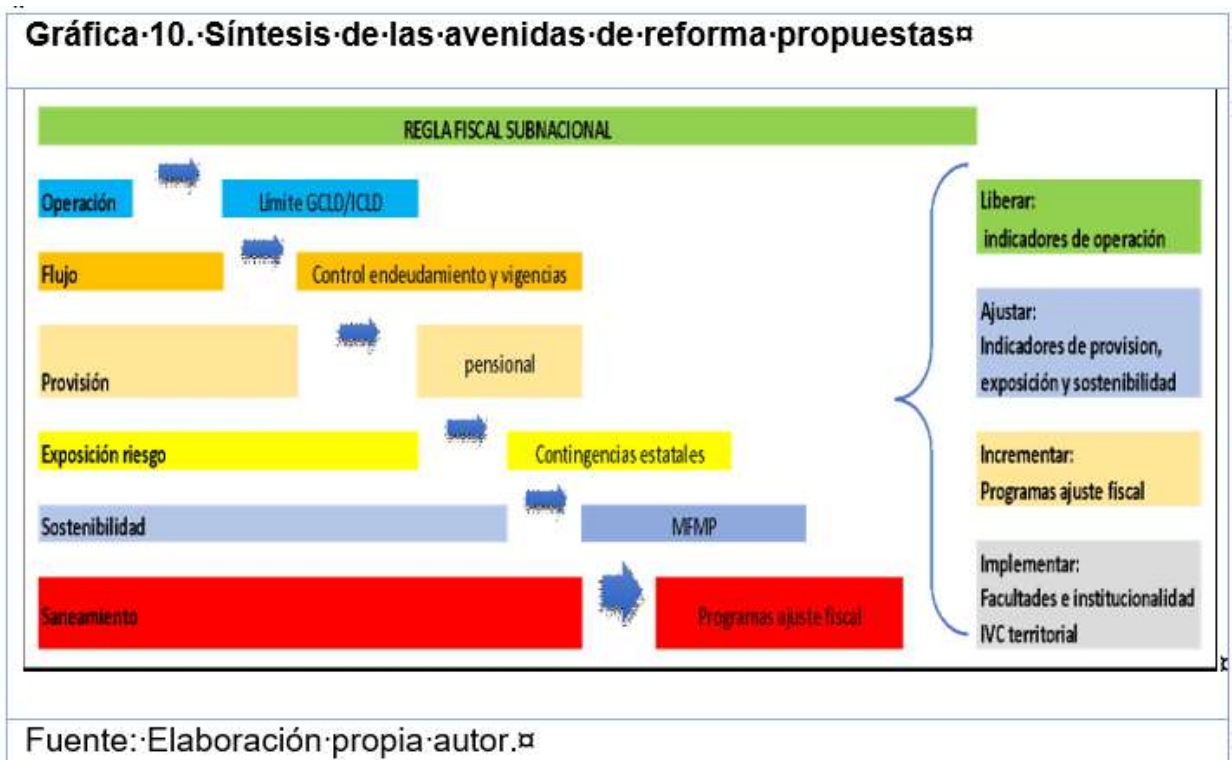 Gráfica·10.·Síntesis·de·las·avenidas·de·reforma·propuestas¤
REGLA FISCAL SUBNACIONAL
Operación
Límite GCLD/ICLD
Flujo
Control endeudamiento y vigencias
Provisión
pensional
Exposición riesgo
Contingencias estatales
Sostenibilidad
MFMP
Saneamiento
Programas ajuste fiscal
Liberar:
indicadores de operación
Ajustar:
Indicadores de provision,
exposición y sostenibilidad
Incrementar:
Programas ajuste fiscal
Implementar:
Facultades e institucionalidad
IVC territorial
Fuente:·Elaboración·propia·autor.¤